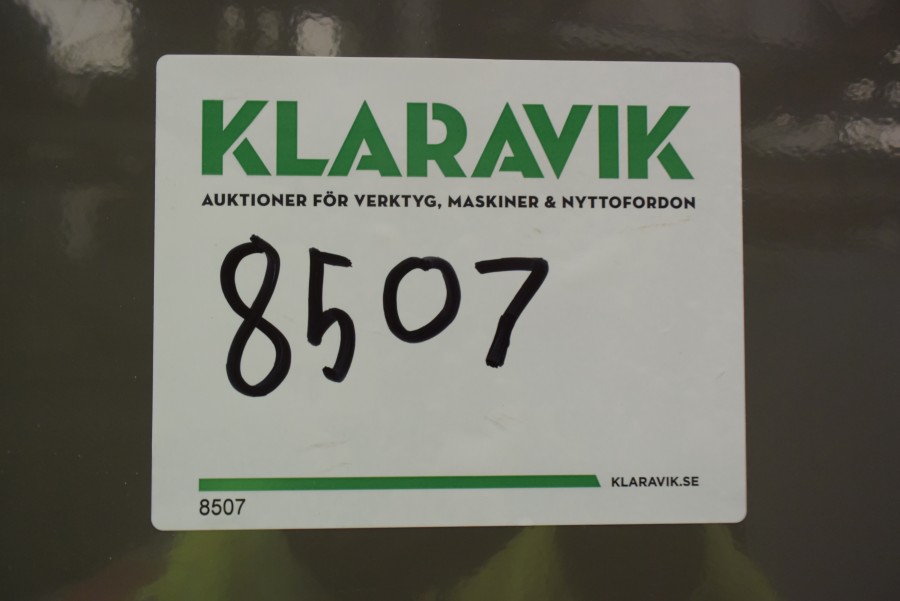 KLARAVIK
AUKTIONER FÖR VERKTYG, MASKINER & NYTTOFORDON
8507
KLARAVIK.SE
8507